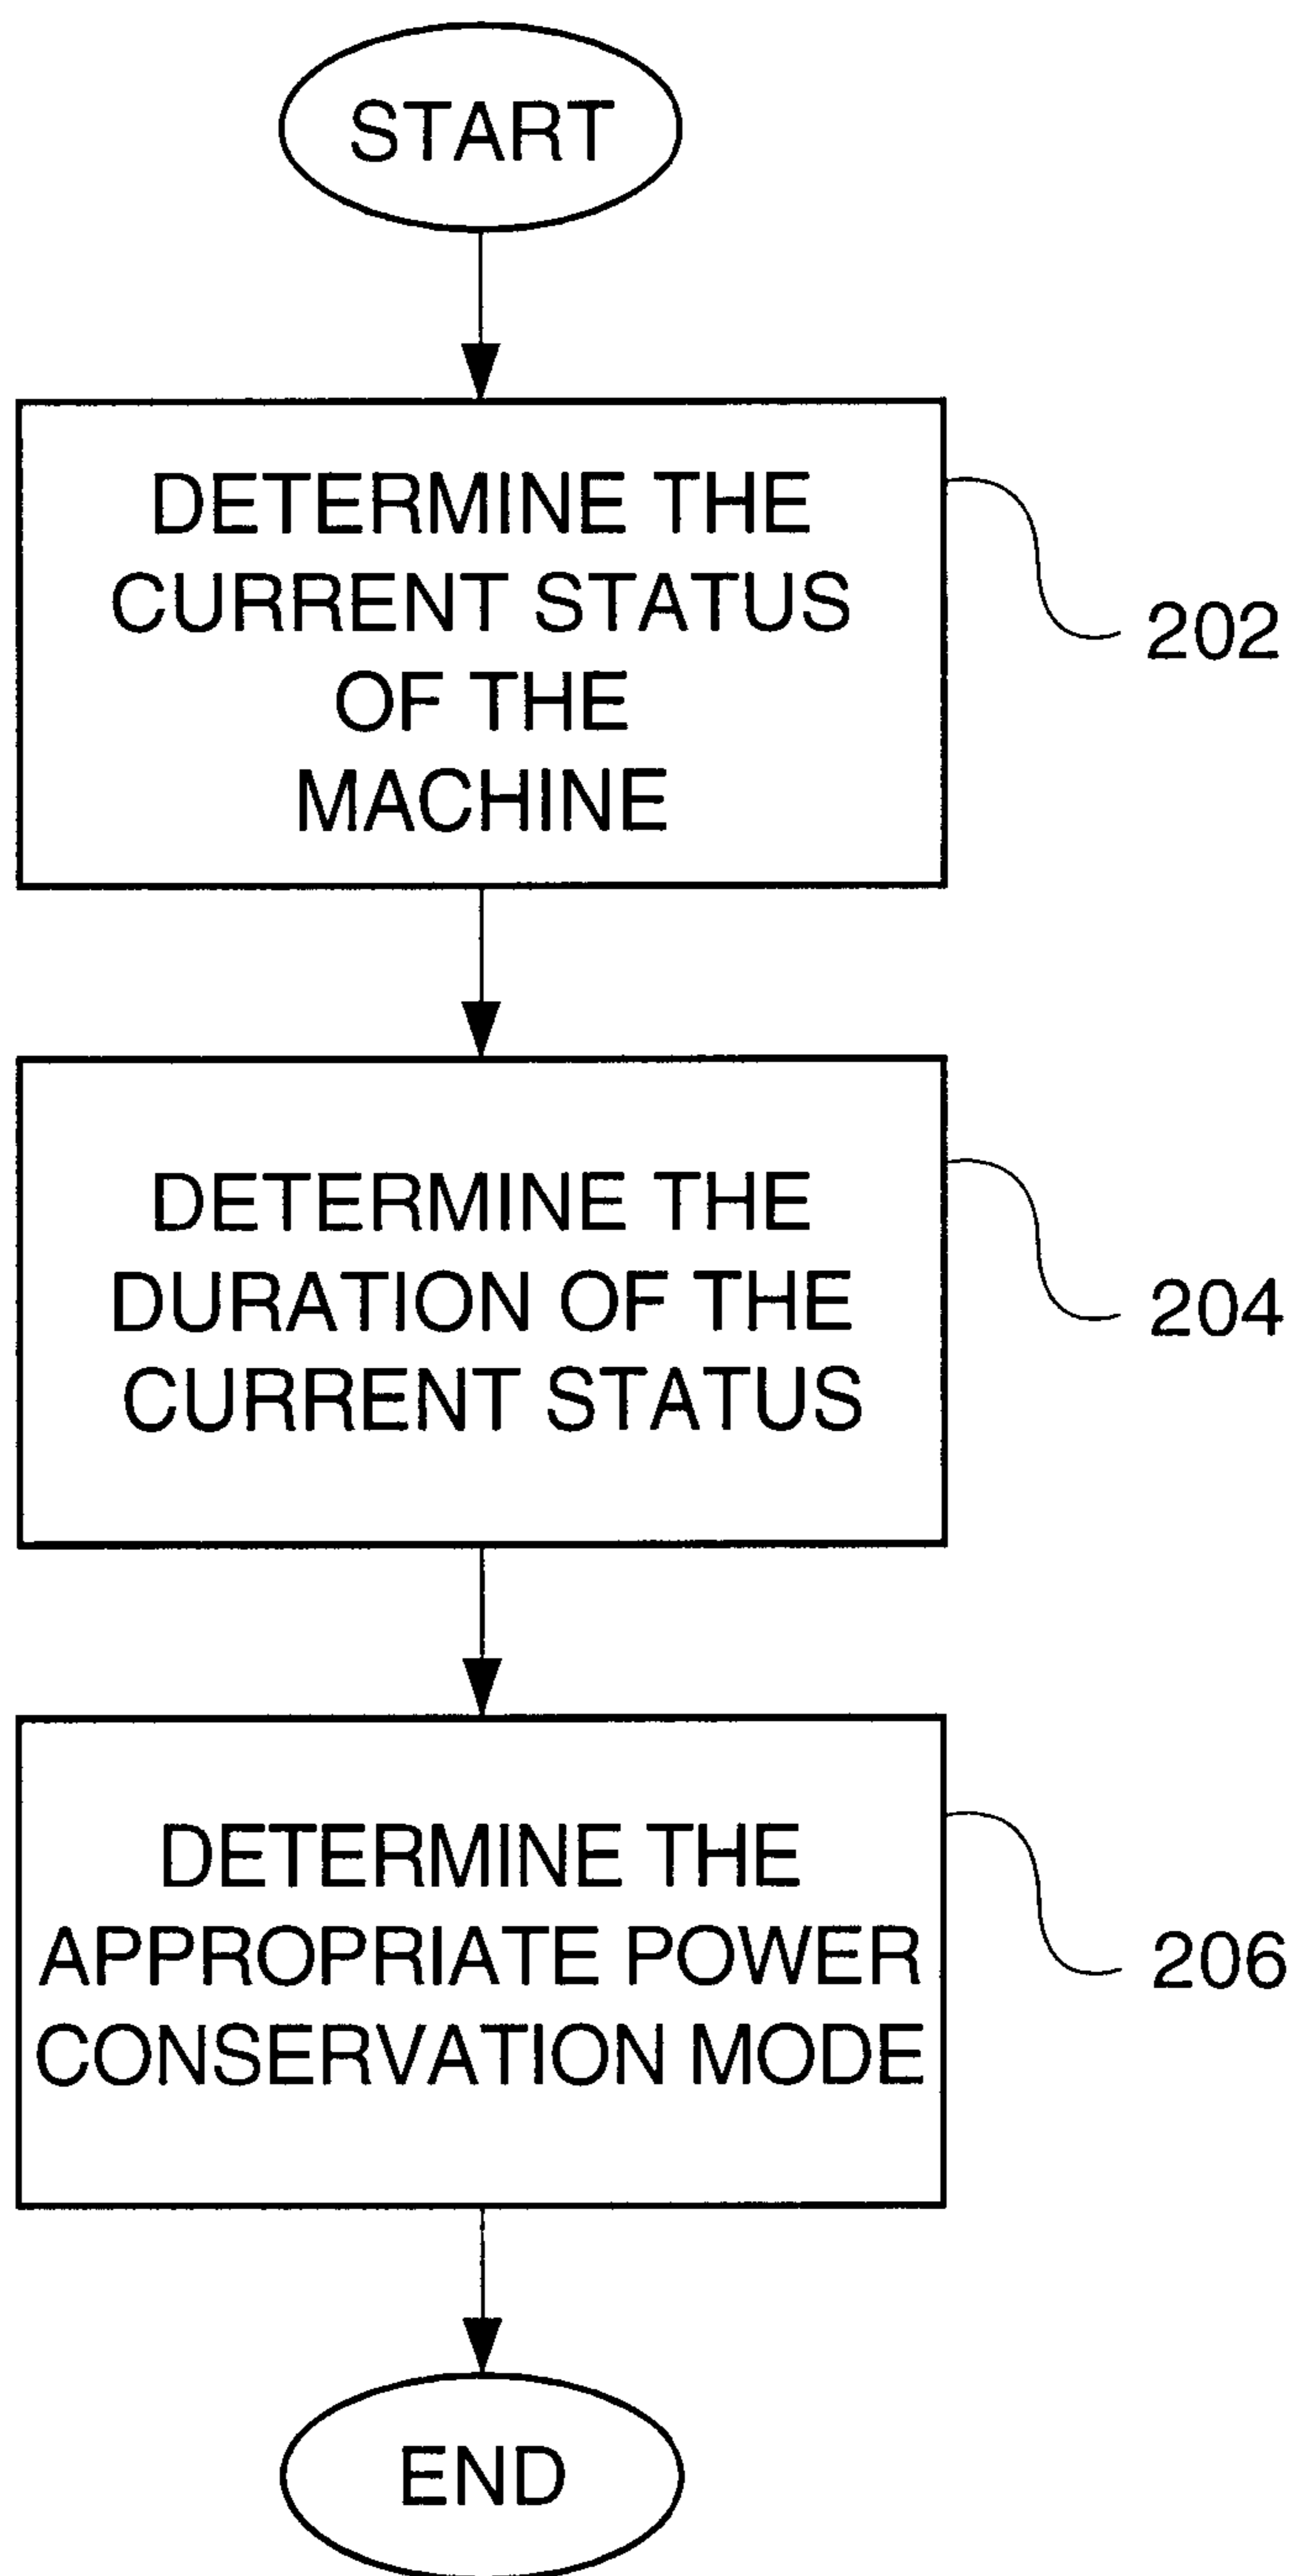 START
DETERMINE THE
CURRENT STATUS
OF THE
MACHINE
202
DETERMINE THE
DURATION OF THE
CURRENT STATUS
204
DETERMINE THE
APPROPRIATE POWER
CONSERVATION MODE
206
END